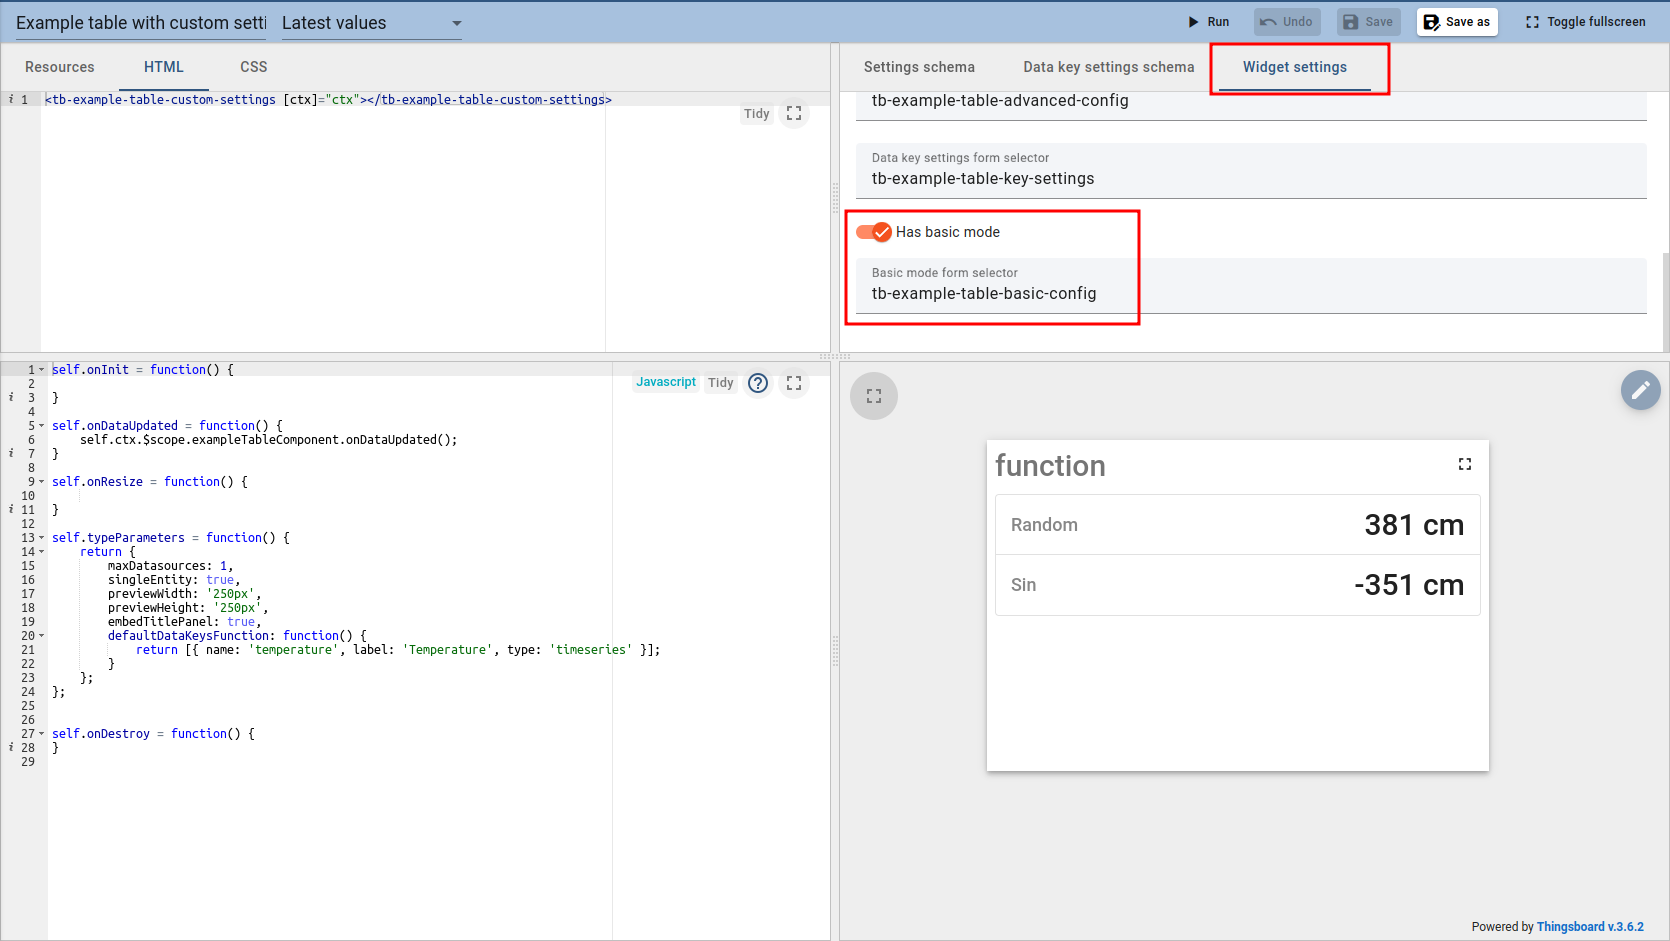 Example table with custom setti
Latest values
Run
Undo
Save
Save as
Toggle fullscreen
Resources
HTML
CSS
i 1 <tb-example-table-custom-settings [ctx]="ctx"></tb-example-table-custom-settings>
Tidy
Settings schema
Data key settings schema
Widget settings
tb-example-table-advanced-config
Data key settings form selector
tb-example-table-key-settings
Has basic mode
Basic mode form selector
tb-example-table-basic-config
Javascript
Tidy
1 self.onInit = function() {
2
i 3 }
4
5 self.onDataUpdated = function() {
6     self.ctx.$scope.exampleTableComponent.onDataUpdated();
i 7 }
8
9 self.onResize = function() {
10
i 11 }
12
13 self.typeParameters = function() {
14     return {
15         maxDatasources: 1,
16         singleEntity: true,
17         previewWidth: '250px',
18         previewHeight: '250px',
19         embedTitlePanel: true,
20         defaultDataKeysFunction: function() {
21             return [{ name: 'temperature', label: 'Temperature', type: 'timeseries' }];
22         }
23     };
24 };
25
26
27 self.onDestroy = function() {
i 28 }
29
function
Random
381 cm
Sin
-351 cm
Powered by Thingsboard v.3.6.2